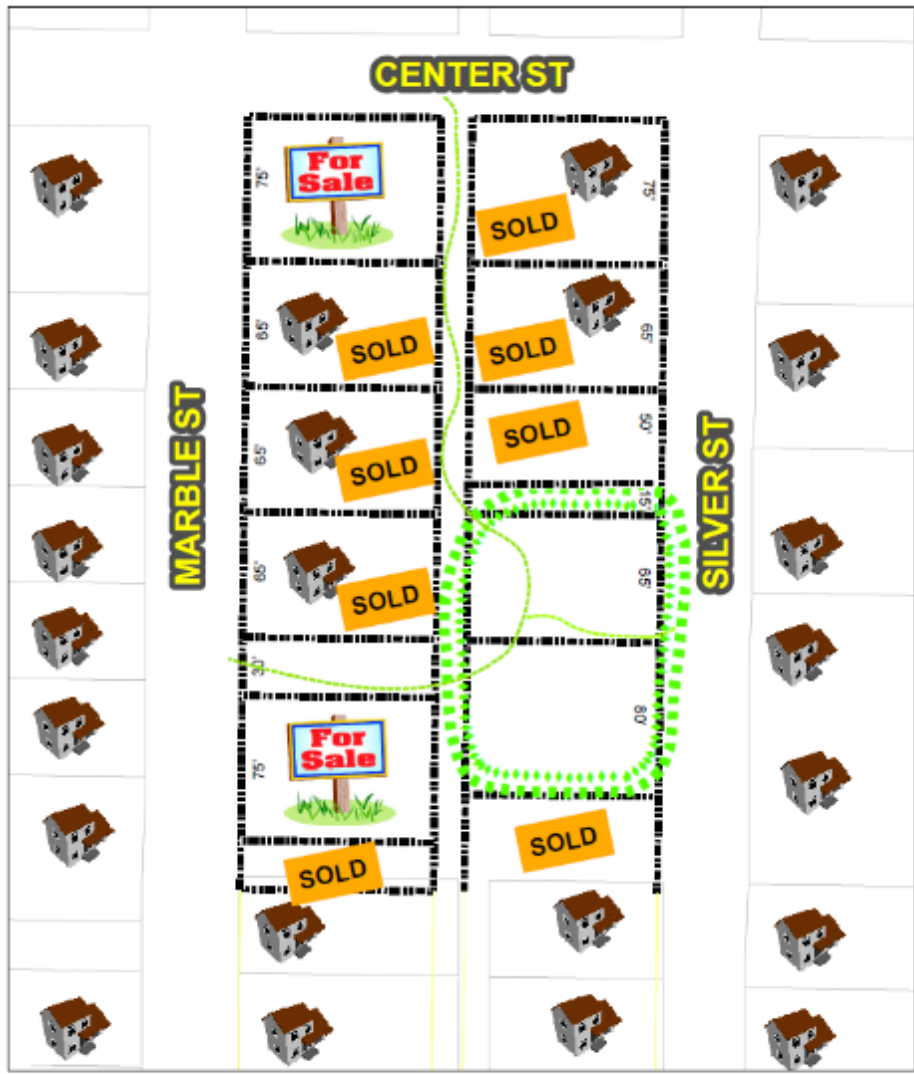 CENTER ST
For
Sale
75'
75'
SOLD
65'
SOLD
65'
SOLD
65'
SOLD
50'
SOLD
MARBLE ST
SILVER ST
15'
65'
SOLD
65'
30'
80'
For
Sale
75'
SOLD
SOLD